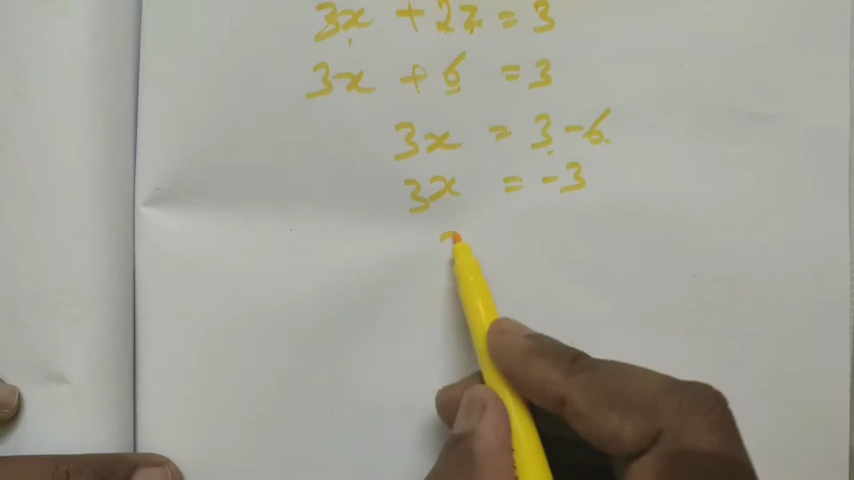 3x + 2z = 3
3x + 6 = 3
3x = 3 - 6
3x = -3